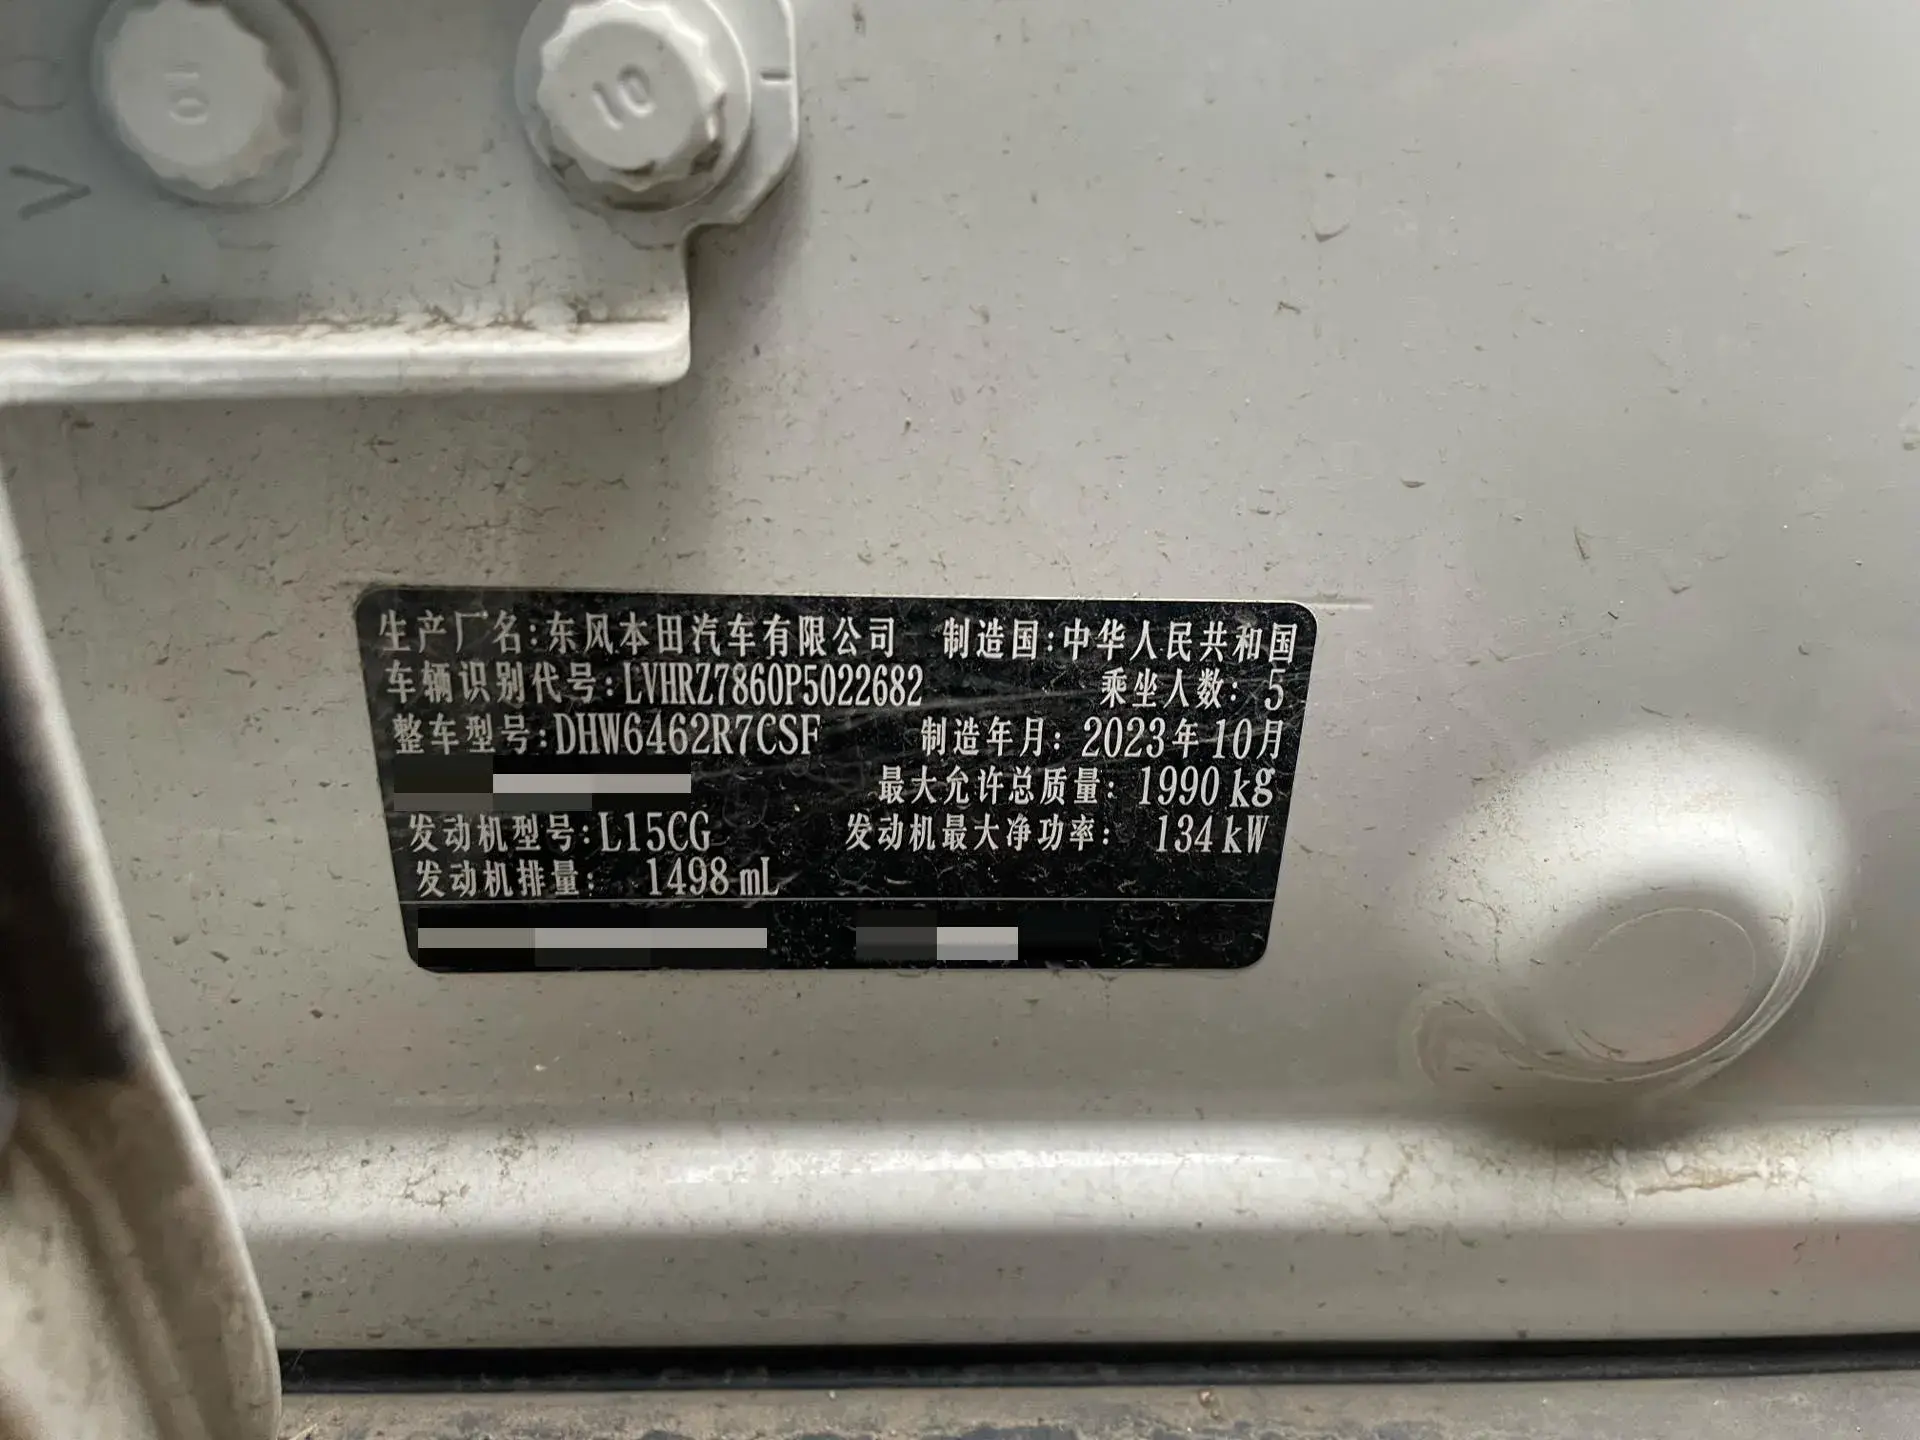 10
10
生产厂名:东风本田汽车有限公司 制造国:中华人民共和国
车辆识别代号:LVHRZ7860P5022682 乘坐人数: 5
整车型号:DHW6462R7CSF 制造年月: 2023年10月
最大允许总质量: 1990 kg
发动机型号:L15CG 发动机最大净功率: 134 kW
发动机排量: 1498 mL